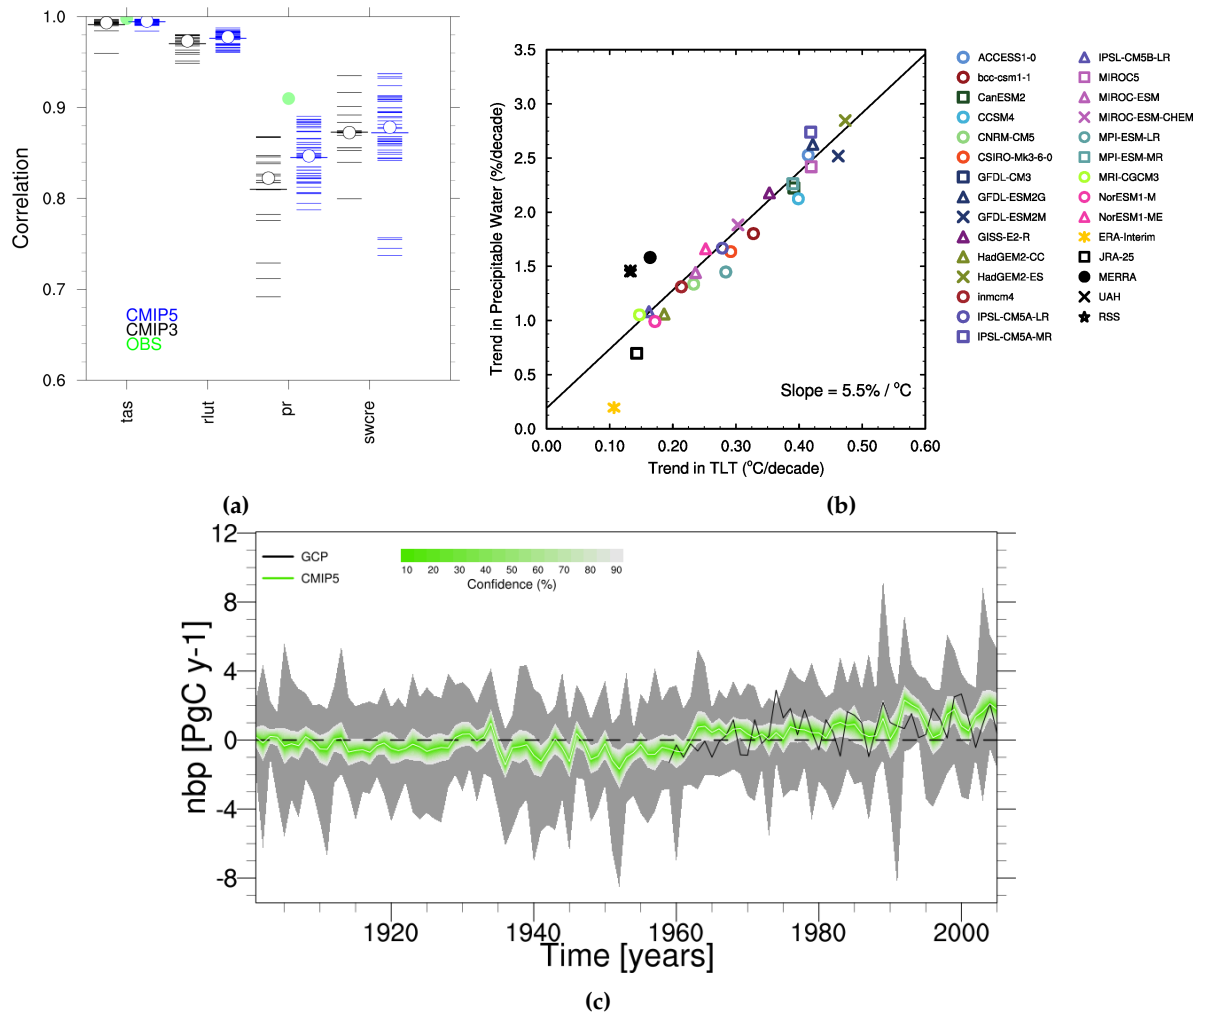 1.0
0.9
0.8
0.7
0.6
Correlation
CMIP5
CMIP3
OBS
tas
rlut
pr
swcre
(a)
3.5
3.0
2.5
2.0
1.5
1.0
0.5
0.0
Trend in Precipitable Water (%/decade)
Slope = 5.5% / °C
0.00 0.10 0.20 0.30 0.40 0.50 0.60
Trend in TLT (°C/decade)
ACCESS1-0
bcc-csm1-1
CanESM2
CCSM4
CNRM-CM5
CSIRO-Mk3-6-0
GFDL-CM3
GFDL-ESM2G
GFDL-ESM2M
GISS-E2-R
HadGEM2-CC
HadGEM2-ES
inmcm4
IPSL-CM5A-LR
IPSL-CM5A-MR
IPSL-CM5B-LR
MIROC5
MIROC-ESM
MIROC-ESM-CHEM
MPI-ESM-LR
MPI-ESM-MR
MRI-CGCM3
NorESM1-M
NorESM1-ME
ERA-Interim
JRA-25
MERRA
UAH
RSS
(b)
12
8
4
0
-4
-8
nbp [PgC y-1]
GCP
CMIP5
10 20 30 40 50 60 70 80 90
Confidence (%)
1920 1940 1960 1980 2000
Time [years]
(c)